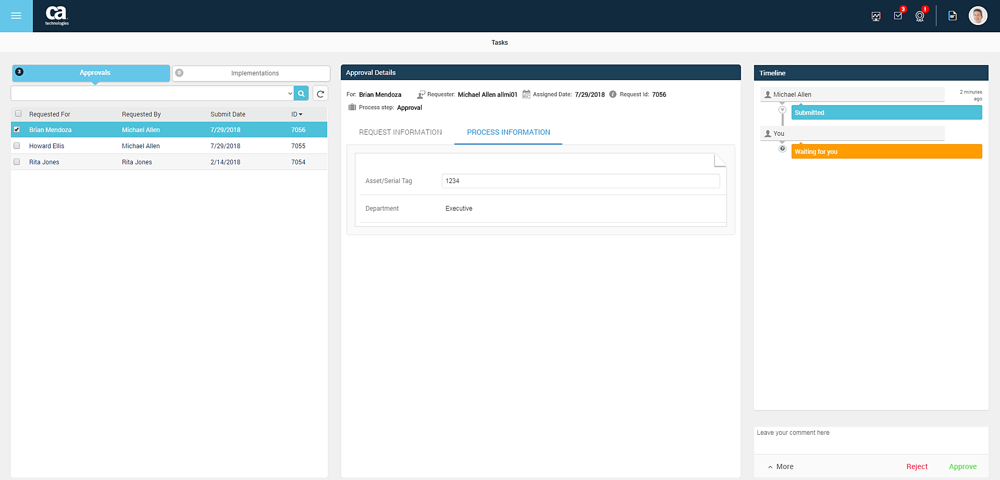 ca
technologies
3
!
Tasks
3 Approvals
0 Implementations
Requested For Requested By Submit Date ID
Brian Mendoza Michael Allen 7/29/2018 7056
Howard Ellis Michael Allen 7/29/2018 7055
Rita Jones Rita Jones 2/14/2018 7054
Approval Details
For: Brian Mendoza Requester: Michael Allen allmi01 Assigned Date: 7/29/2018 Request Id: 7056
Process step: Approval
REQUEST INFORMATION PROCESS INFORMATION
Asset/Serial Tag 1234
Department Executive
Timeline
Michael Allen 2 minutes
ago
Submitted
You
Waiting for you
Leave your comment here
More Reject Approve